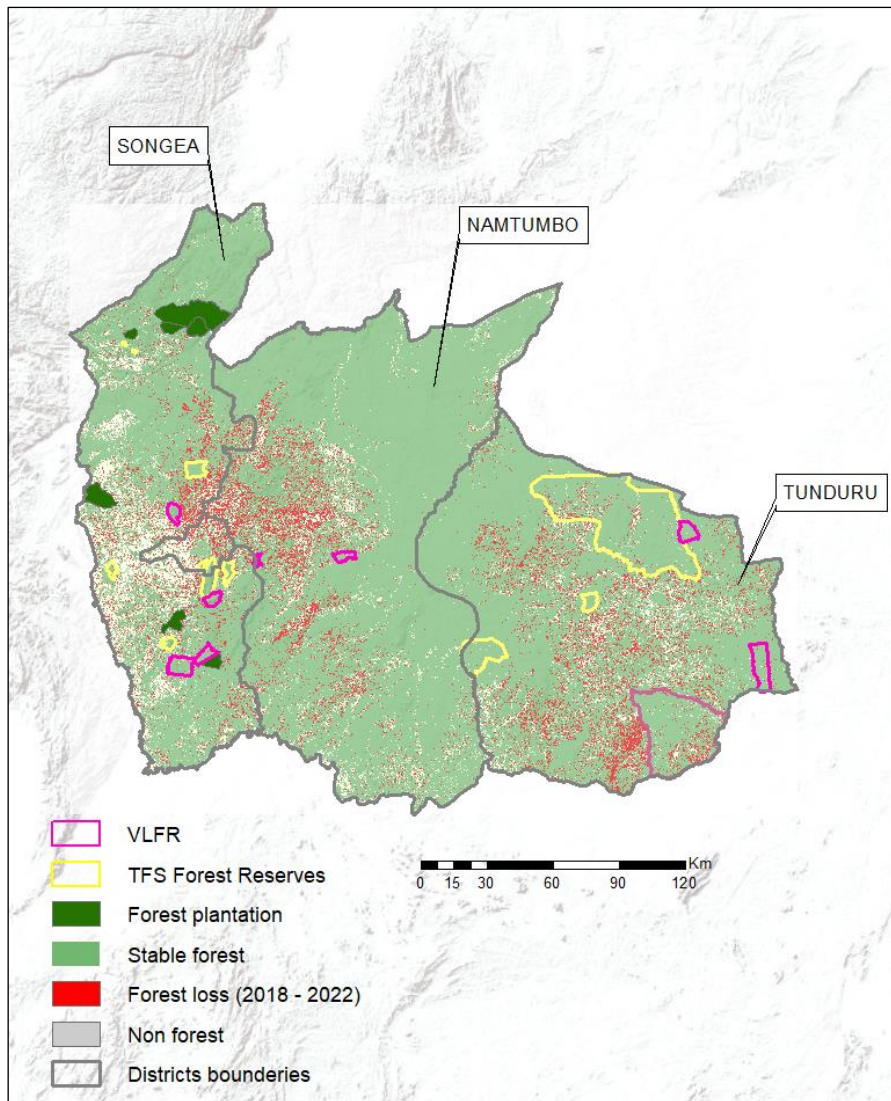 SONGEA
NAMTUMBO
TUNDURU
VLFR
TFS Forest Reserves
Forest plantation
Stable forest
Forest loss (2018 - 2022)
Non forest
Districts bounderies
Km
0 15 30 60 90 120